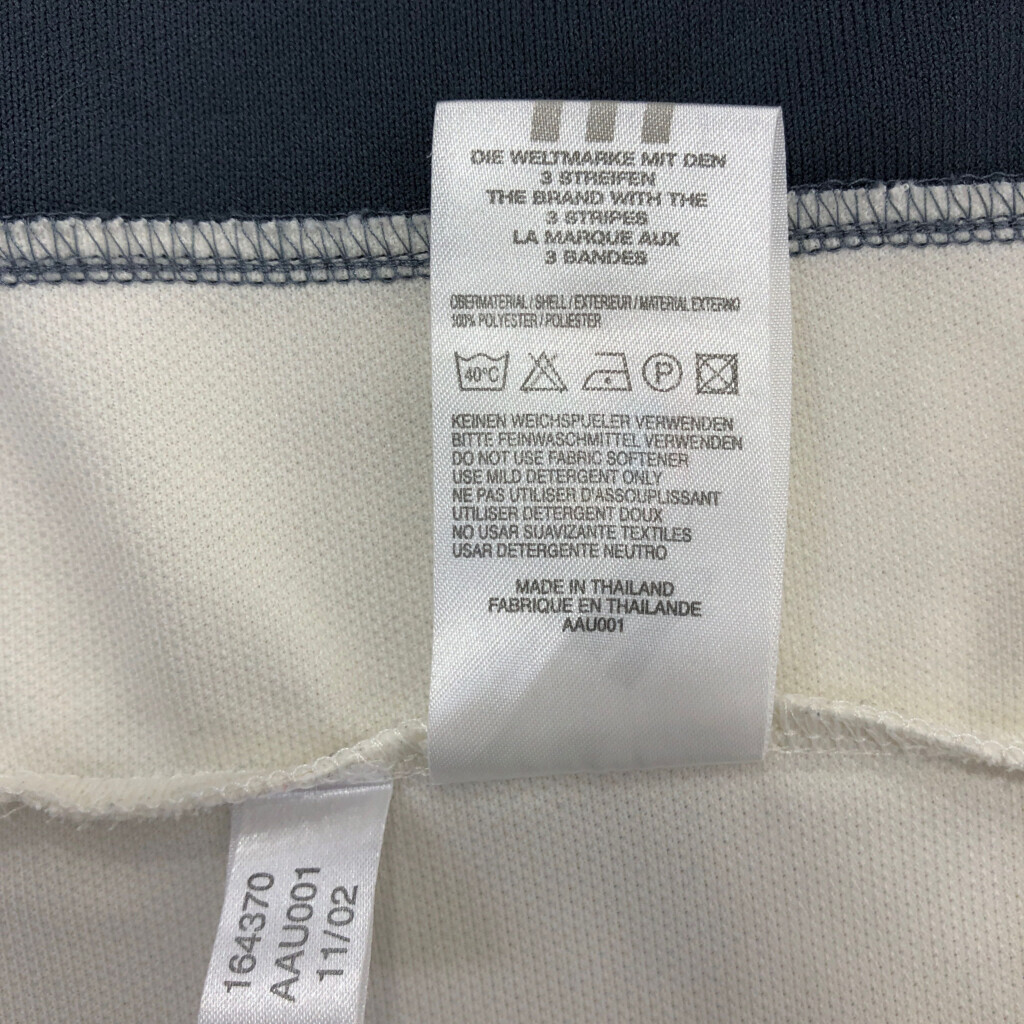 DIE WELTMARKE MIT DEN
3 STREIFEN
THE BRAND WITH THE
3 STRIPES
LA MARQUE AUX
3 BANDES
OBERMATERIAL / SHELL / EXTERIEUR / MATERIAL EXTERNO
100% POLYESTER / POLIESTER
40°C P
KEINEN WEICHSPUELER VERWENDEN
BITTE FEINWASCHMITTEL VERWENDEN
DO NOT USE FABRIC SOFTENER
USE MILD DETERGENT ONLY
NE PAS UTILISER D'ASSOUPLISSANT
UTILISER DETERGENT DOUX
NO USAR SUAVIZANTE TEXTILES
USAR DETERGENTE NEUTRO
MADE IN THAILAND
FABRIQUE EN THAILANDE
AAU001
164370
AAU001
11/02